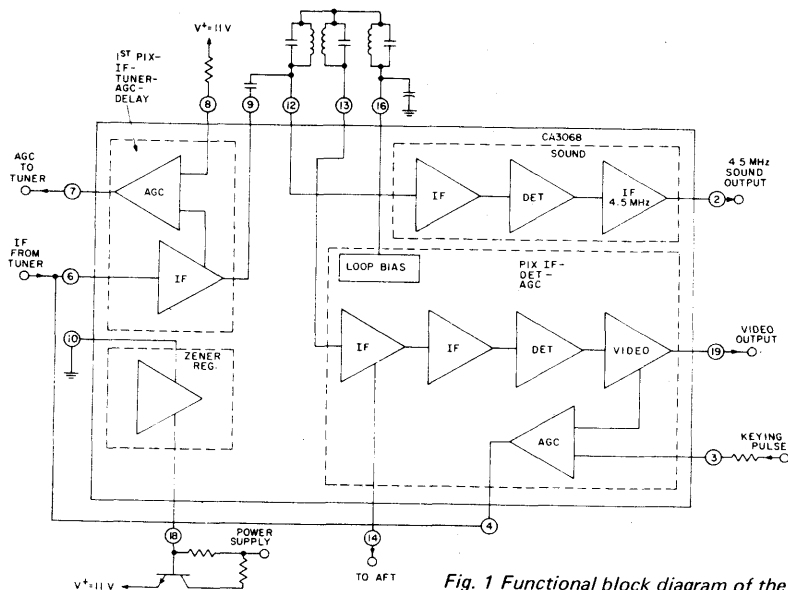 V⁺=11 V
1ST PIX-
IF-
TUNER-
AGC-
DELAY
8
9
12
13
16
CA3068
SOUND
AGC
TO
TUNER
7
AGC
IF
DET
IF
4.5 MHz
2
4.5 MHz
SOUND
OUTPUT
IF
FROM
TUNER
6
IF
LOOP BIAS
PIX IF-
DET-
AGC
10
ZENER
REG.
IF
IF
DET
VIDEO
19
VIDEO
OUTPUT
AGC
KEYING
PULSE
3
18
POWER
SUPPLY
14
4
V⁺=11 V
TO AFT
Fig. 1 Functional block diagram of the